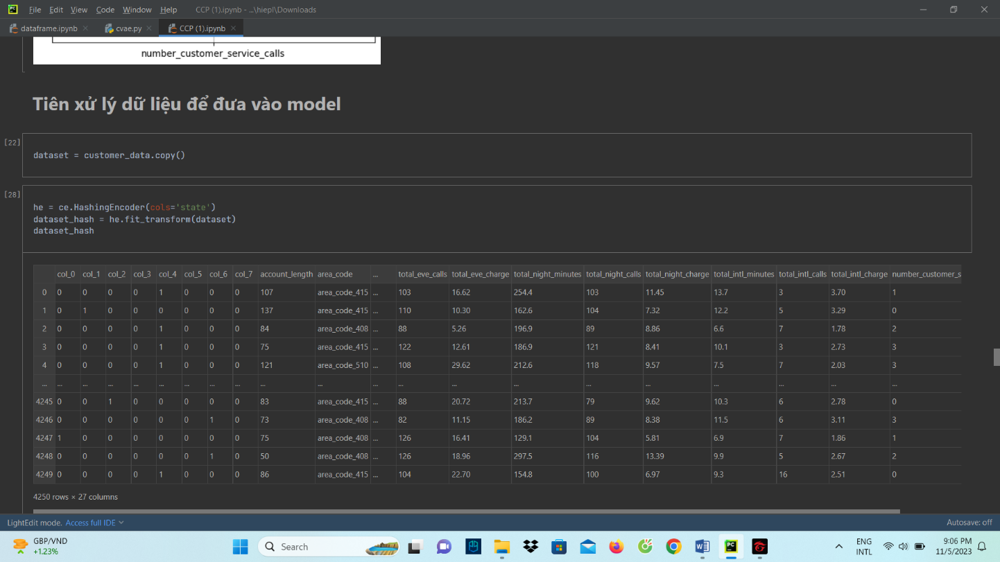 File Edit View Code Window Help CCP (1).ipynb - ...\hiepl\Downloads
dataframe.ipynb cvae.py CCP (1).ipynb
number_customer_service_calls
Tiên xử lý dữ liệu để đưa vào model
[22]
dataset = customer_data.copy()
[28]
he = ce.HashingEncoder(cols='state')
dataset_hash = he.fit_transform(dataset)
dataset_hash
col_0 col_1 col_2 col_3 col_4 col_5 col_6 col_7 account_length area_code ... total_eve_calls total_eve_charge total_night_minutes total_night_calls total_night_charge total_intl_minutes total_intl_calls total_intl_charge number_customer_s
0 0 0 0 0 1 0 0 0 107 area_code_415 ... 103 16.62 254.4 103 11.45 13.7 3 3.70 1
1 0 1 0 0 0 0 0 0 137 area_code_415 ... 110 10.30 162.6 104 7.32 12.2 5 3.29 0
2 0 0 0 0 1 0 0 0 84 area_code_408 ... 88 5.26 196.9 89 8.86 6.6 7 1.78 2
3 0 0 0 0 1 0 0 0 75 area_code_415 ... 122 12.61 186.9 121 8.41 10.1 3 2.73 3
4 0 0 0 0 1 0 0 0 121 area_code_510 ... 108 29.62 212.6 118 9.57 7.5 7 2.03 3
... ... ... ... ... ... ... ... ... ... ... ... ... ... ... ... ... ... ... ...
4245 0 0 1 0 0 0 0 0 83 area_code_415 ... 88 20.72 213.7 79 9.62 10.3 6 2.78 0
4246 0 0 0 0 0 0 1 0 73 area_code_408 ... 82 11.15 186.2 89 8.38 11.5 6 3.11 3
4247 1 0 0 0 0 0 0 0 75 area_code_408 ... 126 16.41 129.1 104 5.81 6.9 7 1.86 1
4248 0 0 0 0 0 0 1 0 50 area_code_408 ... 126 18.96 297.5 116 13.39 9.9 5 2.67 2
4249 0 0 0 0 1 0 0 0 86 area_code_415 ... 104 22.70 154.8 100 6.97 9.3 16 2.51 0
4250 rows × 27 columns
LightEdit mode. Access full IDE Autosave: off
GBP/VND
+1.23%
Search
ENG
INTL
9:06 PM
11/5/2023